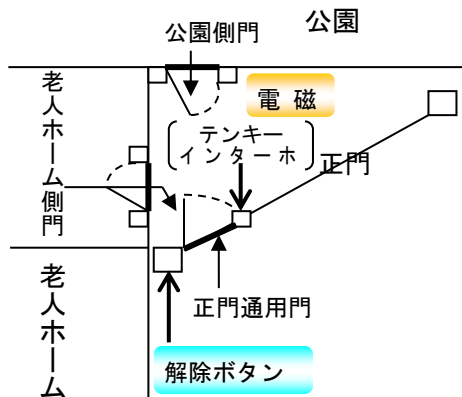 公園
公園側門
電 磁
テンキー
インターホ
正門
老人ホーム側門
正門通用門
老人ホーム
解除ボタン